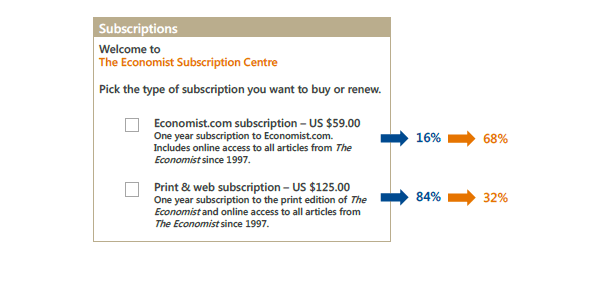 Subscriptions
Welcome to
The Economist Subscription Centre
Pick the type of subscription you want to buy or renew.
Economist.com subscription – US $59.00
One year subscription to Economist.com.
Includes online access to all articles from The
Economist since 1997.
16% 68%
Print & web subscription – US $125.00
One year subscription to the print edition of The
Economist and online access to all articles from
The Economist since 1997.
84% 32%